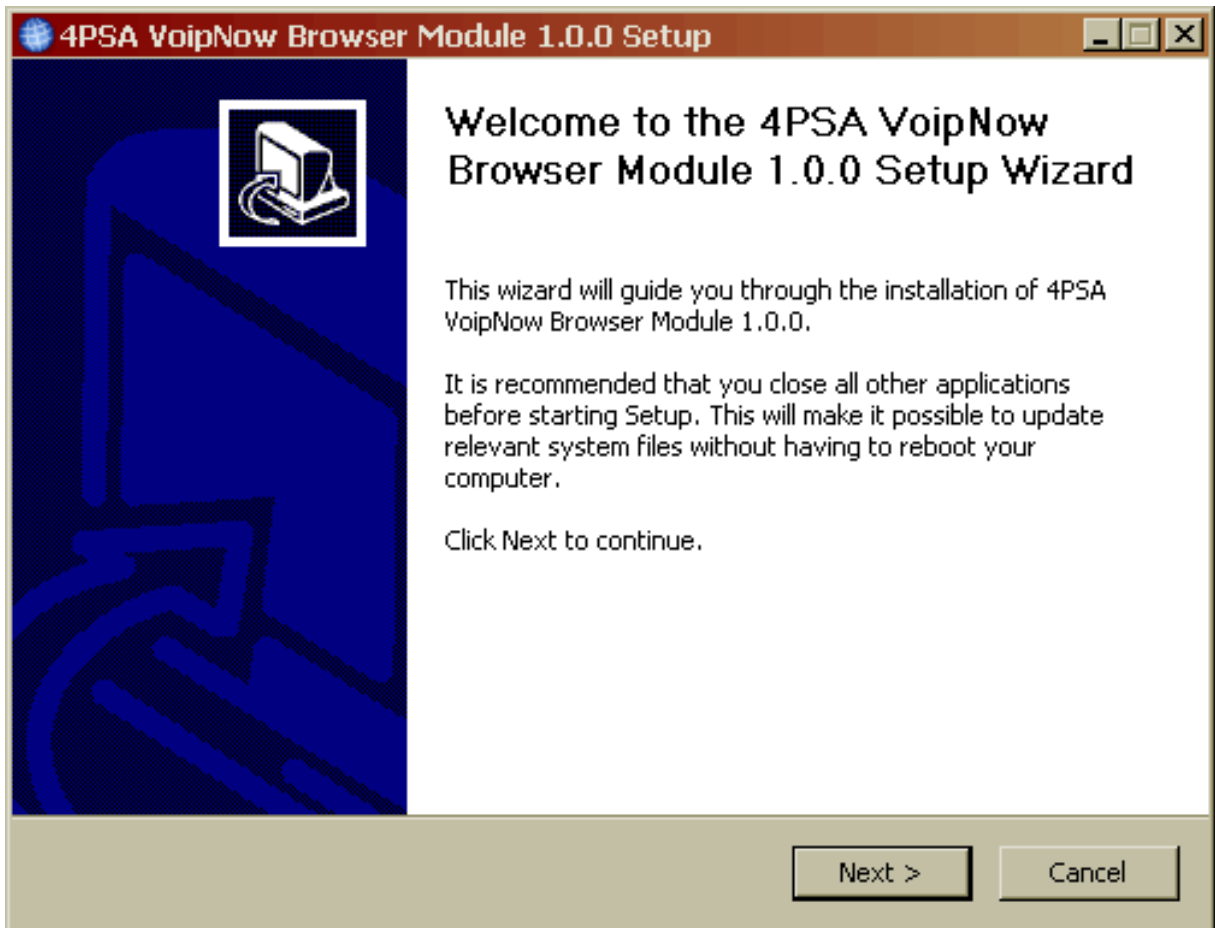 4PSA VoipNow Browser Module 1.0.0 Setup
Welcome to the 4PSA VoipNow
Browser Module 1.0.0 Setup Wizard
This wizard will guide you through the installation of 4PSA
VoipNow Browser Module 1.0.0.
It is recommended that you close all other applications
before starting Setup. This will make it possible to update
relevant system files without having to reboot your
computer.
Click Next to continue.
Next >
Cancel